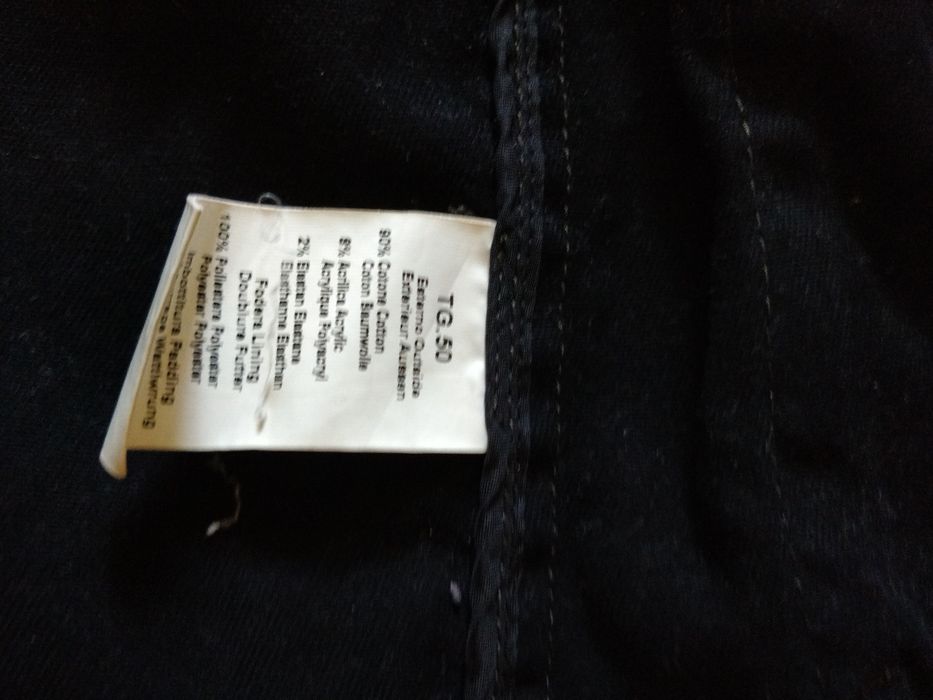 TG.50
Esterno Outside
Exterieur Aussen
90% Cotone Cotton
Coton Baumwolle
8% Acrilico Acrylic
Acrylique Polyacryl
2% Elastan Elastane
Elasthanne Elasthan
Fodera Lining
Doublure Futter
100% Poliestere Polyester
Polyester Polyester
Imbottitura Padding
Wattierung